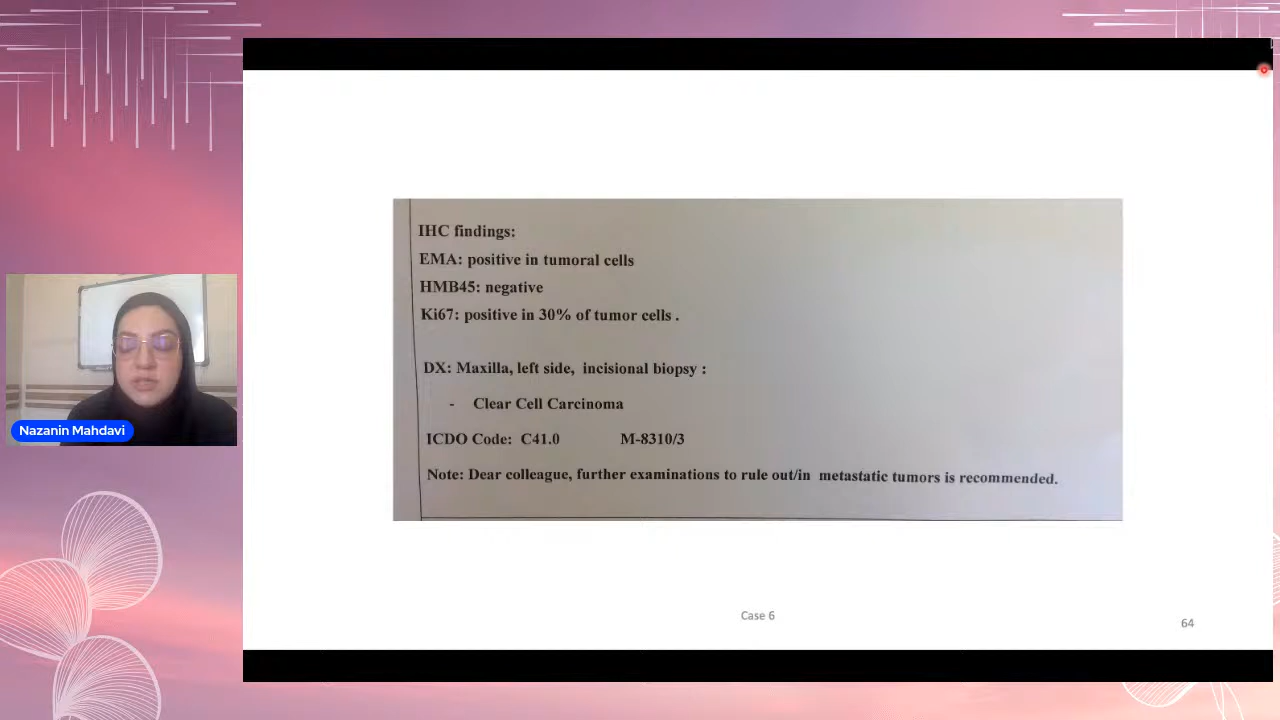 IHC findings:
EMA: positive in tumoral cells
HMB45: negative
Ki67: positive in 30% of tumor cells .
DX: Maxilla, left side, incisional biopsy :
- Clear Cell Carcinoma
ICDO Code: C41.0 M-8310/3
Note: Dear colleague, further examinations to rule out/in metastatic tumors is recommended.
Nazanin Mahdavi
Case 6
64